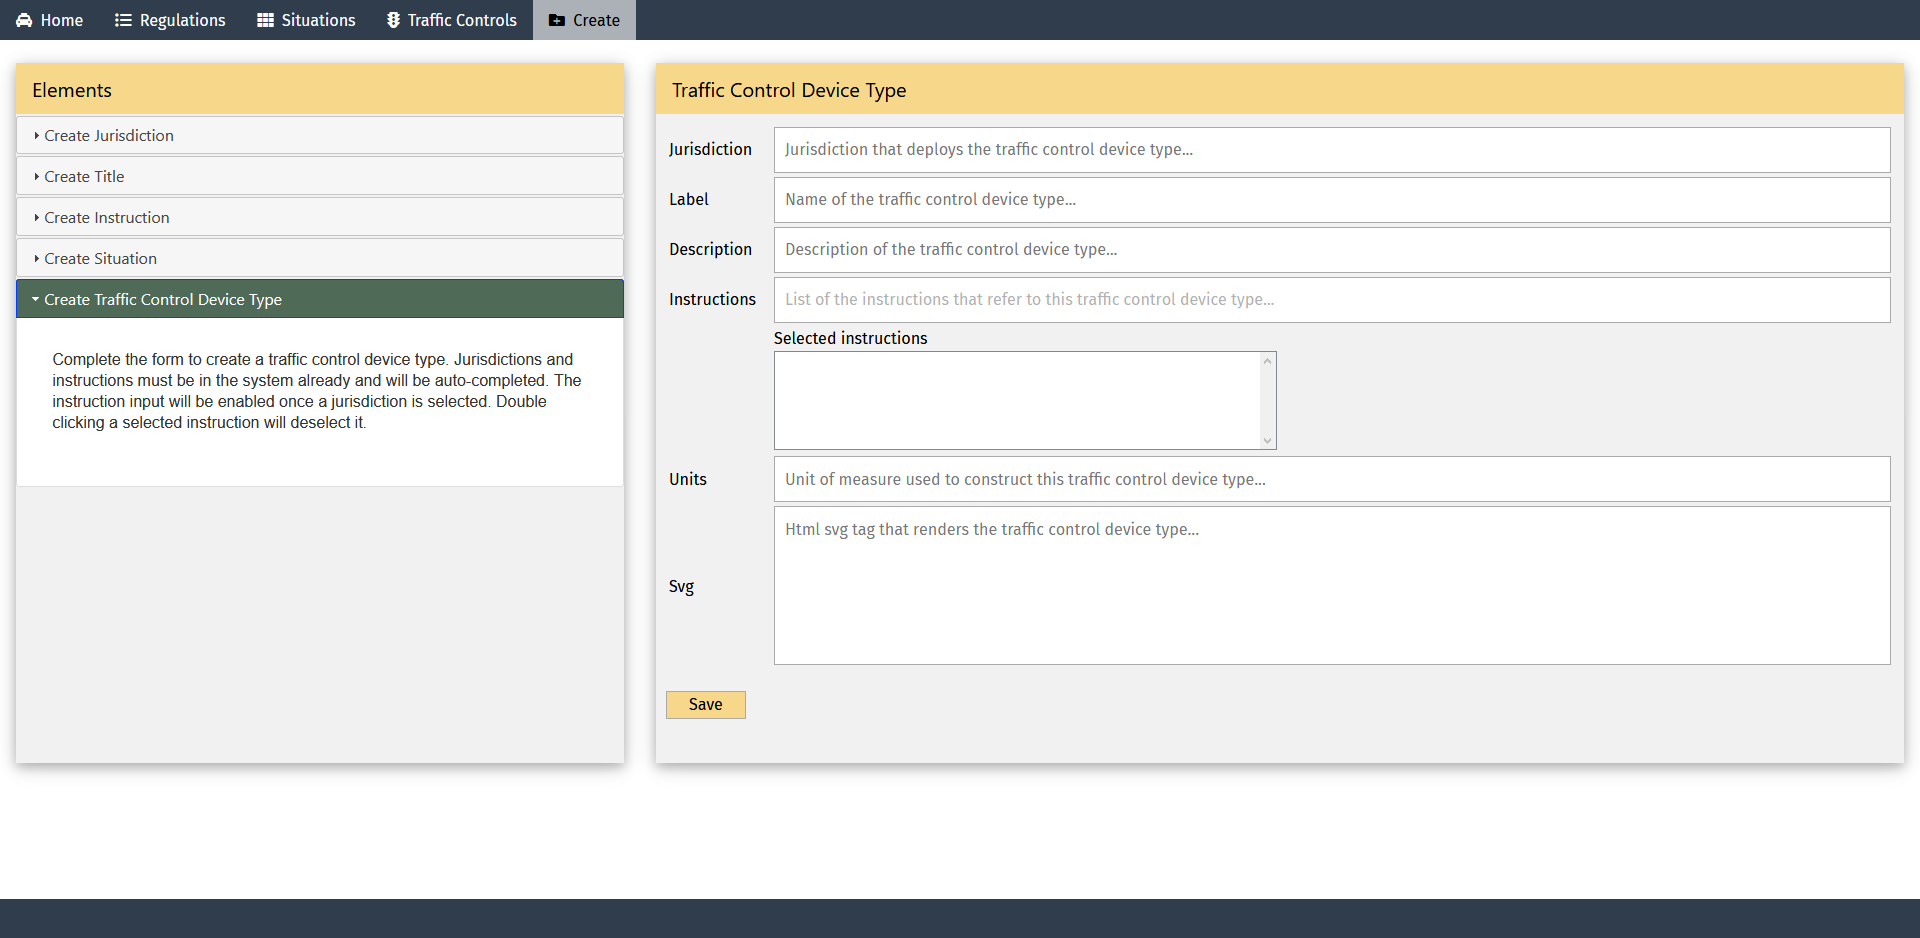 Home
Regulations
Situations
Traffic Controls
Create
Elements
Create Jurisdiction
Create Title
Create Instruction
Create Situation
Create Traffic Control Device Type
Complete the form to create a traffic control device type. Jurisdictions and
instructions must be in the system already and will be auto-completed. The
instruction input will be enabled once a jurisdiction is selected. Double
clicking a selected instruction will deselect it.
Traffic Control Device Type
Jurisdiction
Jurisdiction that deploys the traffic control device type...
Label
Name of the traffic control device type...
Description
Description of the traffic control device type...
Instructions
List of the instructions that refer to this traffic control device type...
Selected instructions
Units
Unit of measure used to construct this traffic control device type...
Svg
Html svg tag that renders the traffic control device type...
Save